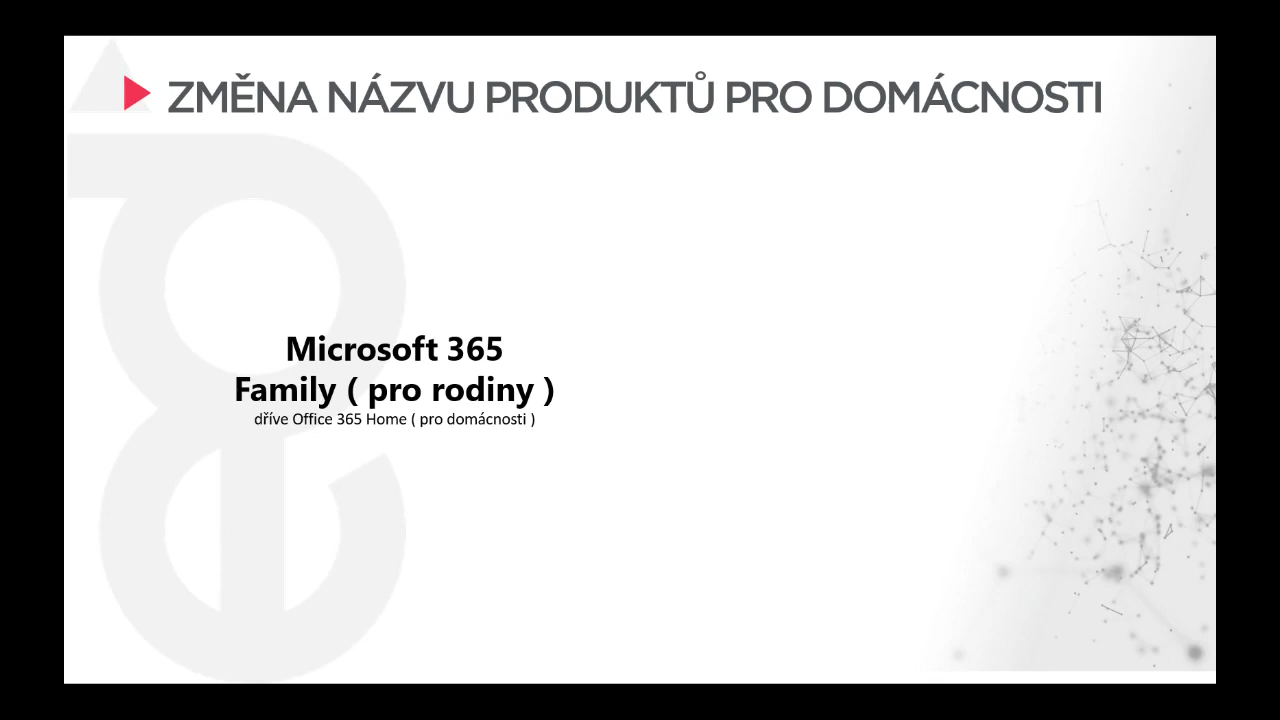 ZMĚNA NÁZVU PRODUKTŮ PRO DOMÁCNOSTI
Microsoft 365
Family ( pro rodiny )
dříve Office 365 Home ( pro domácnosti )